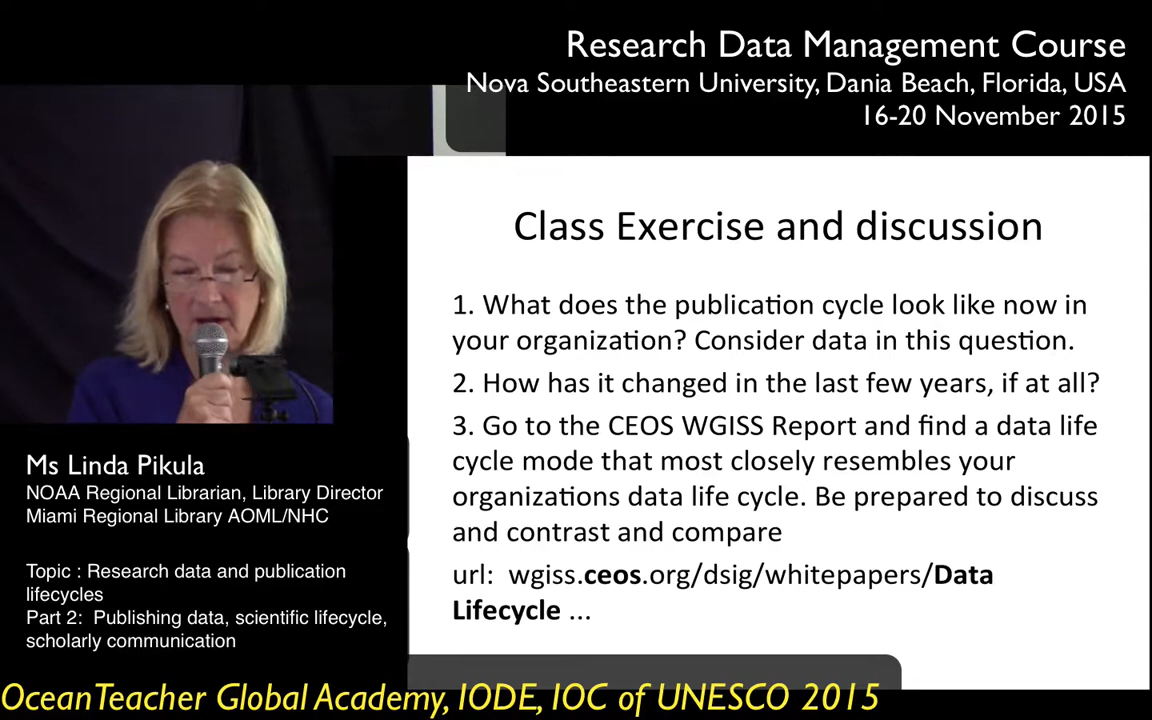 Research Data Management Course
Nova Southeastern University, Dania Beach, Florida, USA
16-20 November 2015
Class Exercise and discussion
1. What does the publication cycle look like now in
your organization? Consider data in this question.
2. How has it changed in the last few years, if at all?
3. Go to the CEOS WGISS Report and find a data life
cycle mode that most closely resembles your
organizations data life cycle. Be prepared to discuss
and contrast and compare
url: wgiss.ceos.org/dsig/whitepapers/Data
Lifecycle ...
Ms Linda Pikula
NOAA Regional Librarian, Library Director
Miami Regional Library AOML/NHC
Topic : Research data and publication
lifecycles
Part 2: Publishing data, scientific lifecycle,
scholarly communication
OceanTeacher Global Academy, IODE, IOC of UNESCO 2015